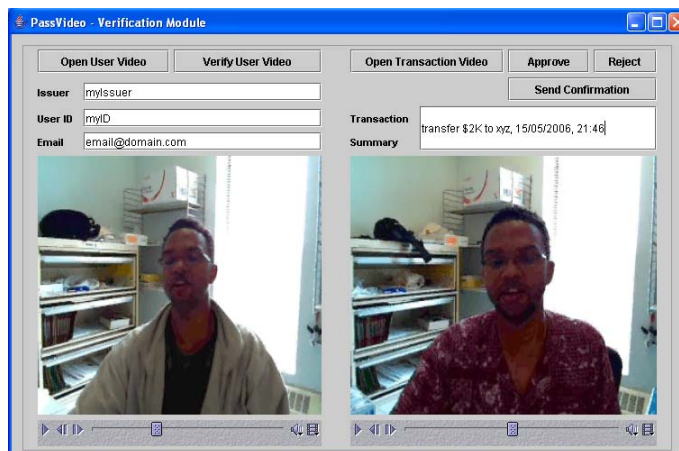 PassVideo - Verification Module
Open User Video Verify User Video Open Transaction Video Approve Reject
Send Confirmation
Issuer myIssuer
User ID myID
Email email@domain.com
Transaction
Summary
transfer $2K to xyz, 15/05/2006, 21:46